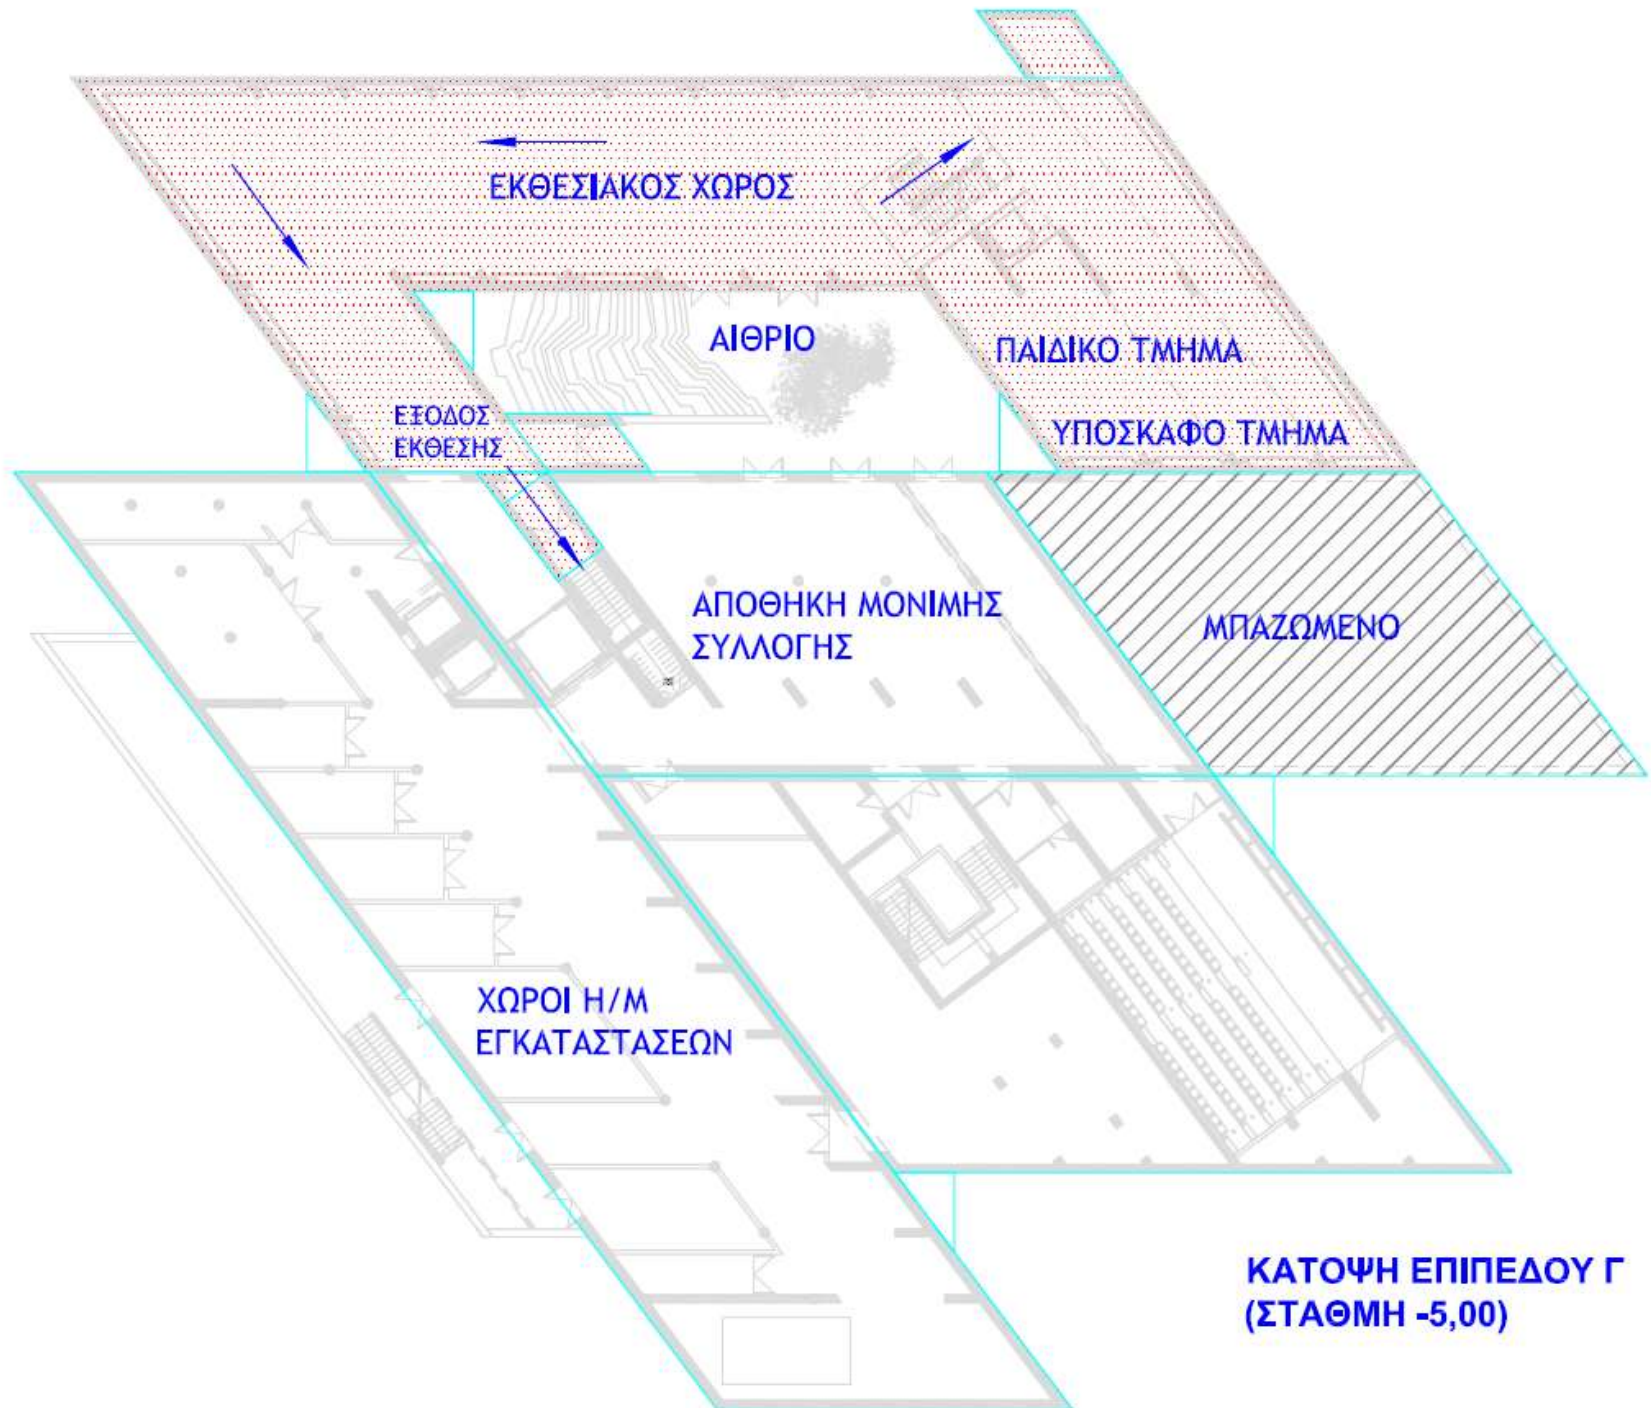 ΕΚΘΕΣΙΑΚΟΣ ΧΩΡΟΣ
ΑΙΘΡΙΟ
ΠΑΙΔΙΚΟ ΤΜΗΜΑ
ΕΞΟΔΟΣ
ΕΚΘΕΣΗΣ
ΥΠΟΣΚΑΦΟ ΤΜΗΜΑ
ΑΠΟΘΗΚΗ ΜΟΝΙΜΗΣ
ΣΥΛΛΟΓΗΣ
ΜΠΑΖΩΜΕΝΟ
ΧΩΡΟΙ Η/Μ
ΕΓΚΑΤΑΣΤΑΣΕΩΝ
ΚΑΤΟΨΗ ΕΠΙΠΕΔΟΥ Γ
(ΣΤΑΘΜΗ -5,00)